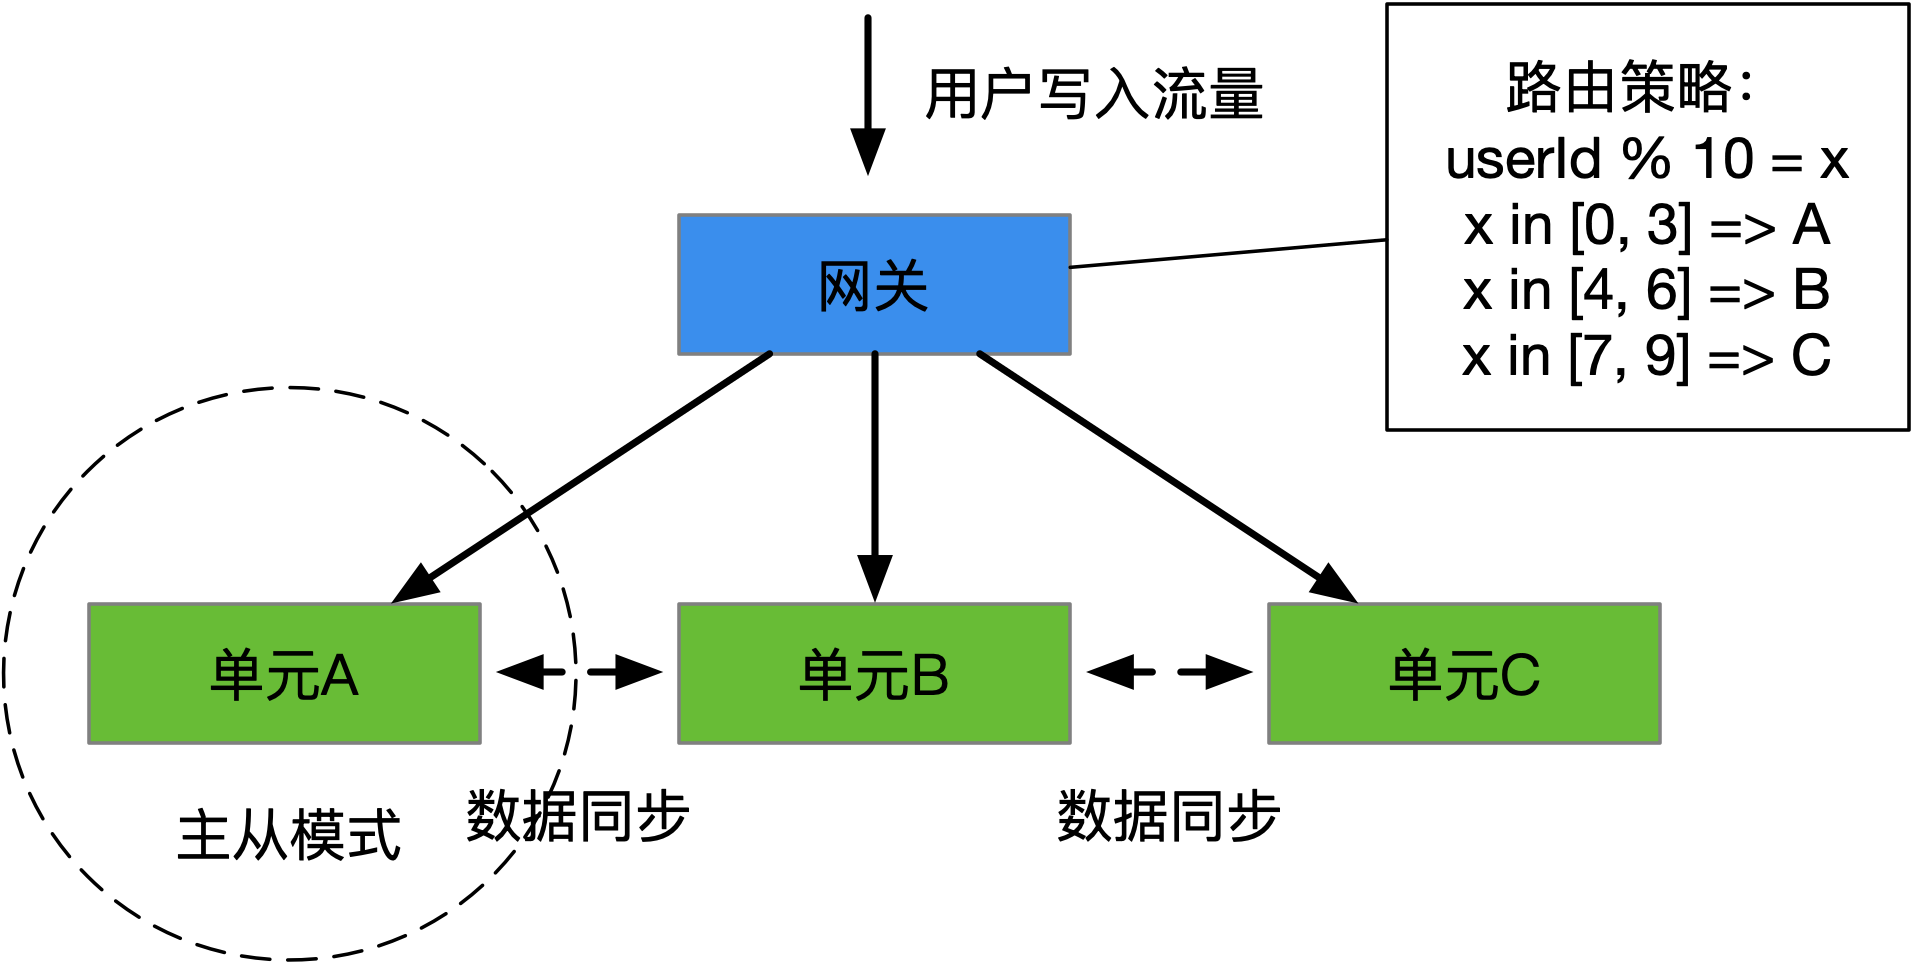 用户写入流量
路由策略：
userId % 10 = x
x in [0, 3] => A
x in [4, 6] => B
x in [7, 9] => C
网关
单元A
单元B
单元C
主从模式
数据同步
数据同步